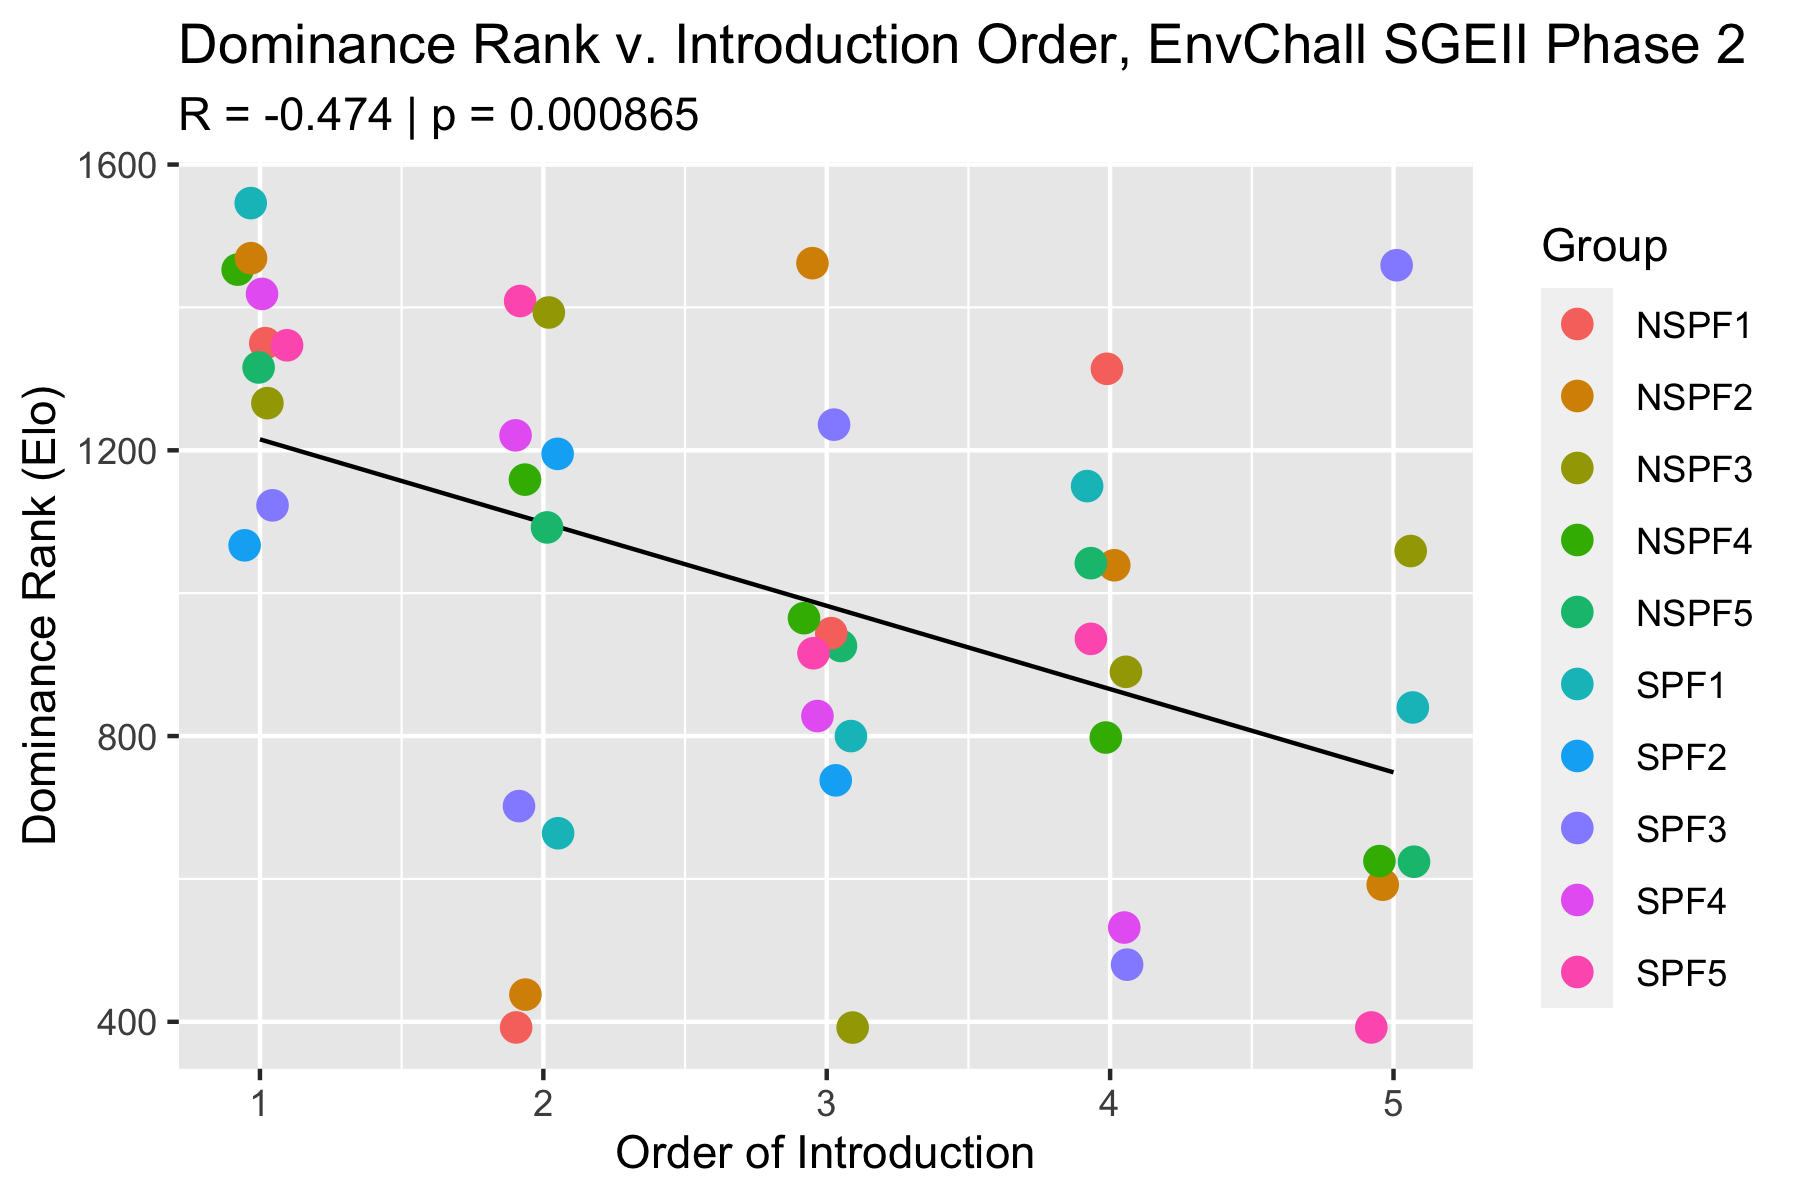 Dominance Rank v. Introduction Order, EnvChall SGEII Phase 2
R = -0.474 | p = 0.000865
1600
1200
800
400
Dominance Rank (Elo)
1
2
3
4
5
Order of Introduction
Group
NSPF1
NSPF2
NSPF3
NSPF4
NSPF5
SPF1
SPF2
SPF3
SPF4
SPF5